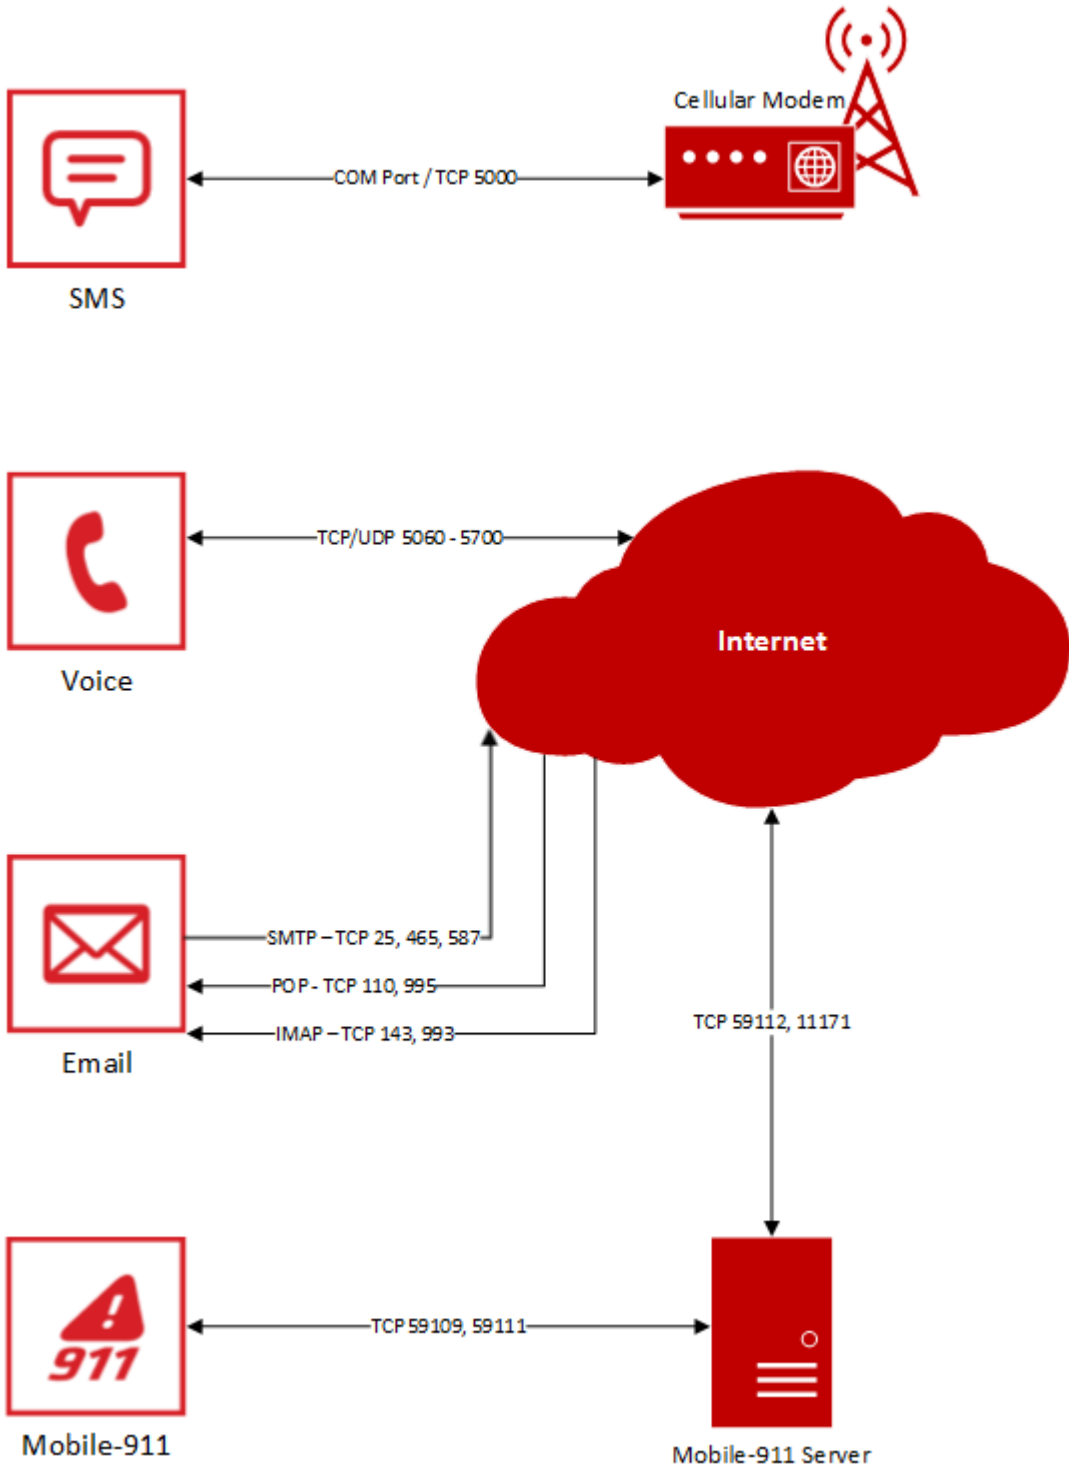 Cellular Modem
COM Port / TCP 5000
SMS
TCP/UDP 5060 - 5700
Internet
Voice
SMTP – TCP 25, 465, 587
POP - TCP 110, 995
IMAP – TCP 143, 993
TCP 59112, 11171
Email
911
TCP 59109, 59111
Mobile-911
Mobile-911 Server